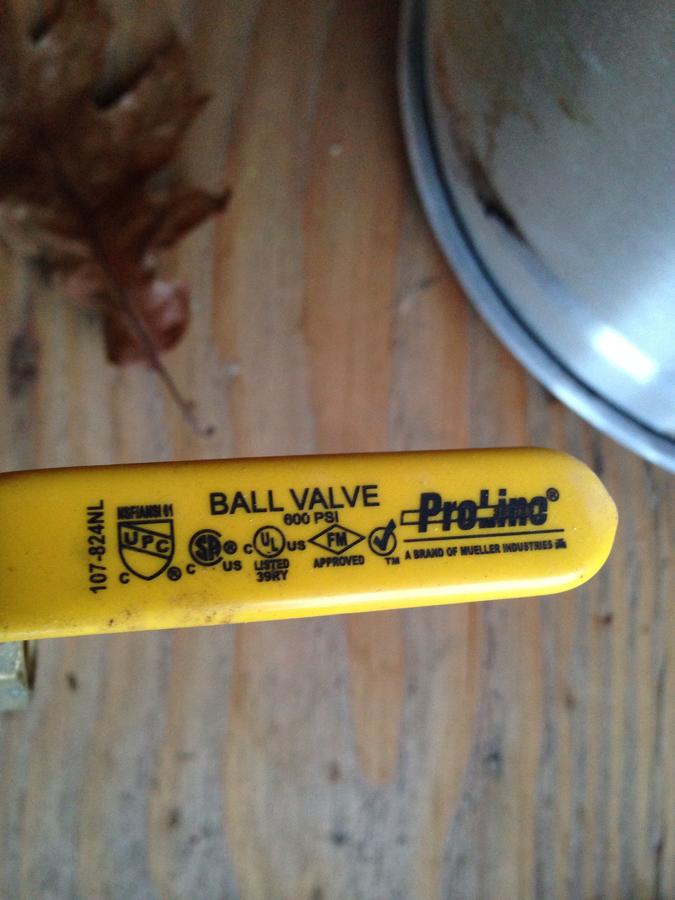 107-824NL
NSF/ANSI 61
UPC
C
®
BALL VALVE
600 PSI
C SA ® US
C UL US
LISTED
39RY
FM
APPROVED
TM
ProLine®
A BRAND OF MUELLER INDUSTRIES